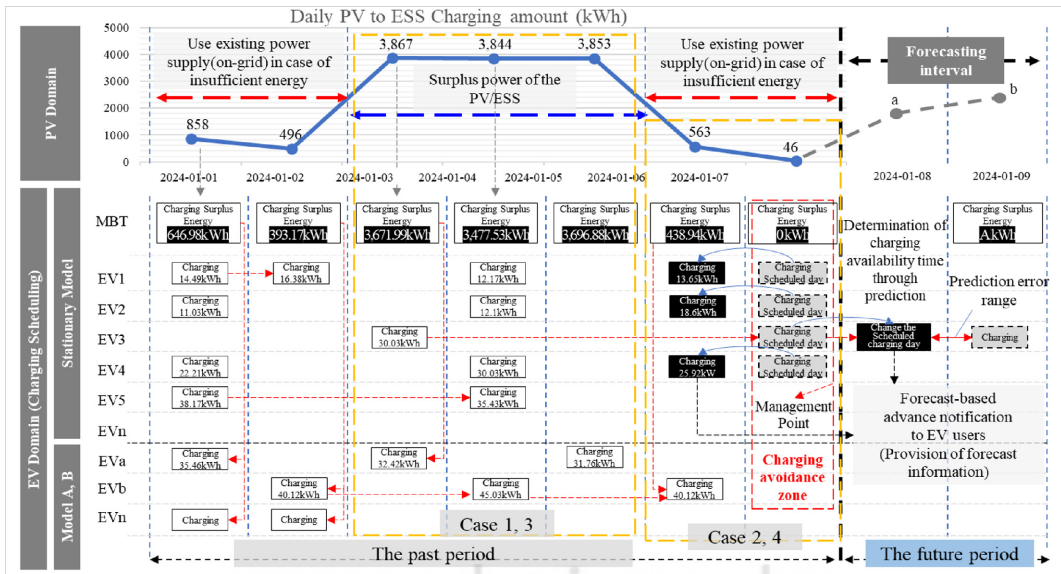 Daily PV to ESS Charging amount (kWh)
PV Domain
5000
4000
3000
2000
1000
0
Use existing power
supply(on-grid) in case of
insufficient energy
3,867
3,844
3,853
Surplus power of the
PV/ESS
Use existing power
supply(on-grid) in case of
insufficient energy
Forecasting
interval
858
496
563
46
a
b
2024-01-01
2024-01-02
2024-01-03
2024-01-04
2024-01-05
2024-01-06
2024-01-07
2024-01-08
2024-01-09
EV Domain (Charging Scheduling)
Stationary Model
Model A, B
MBT
Charging Surplus
Energy
646.98kWh
Charging Surplus
Energy
393.17kWh
Charging Surplus
Energy
3,671.99kWh
Charging Surplus
Energy
3,477.53kWh
Charging Surplus
Energy
3,696.88kWh
Charging Surplus
Energy
438.94kWh
Charging Surplus
Energy
0kWh
Determination of
charging
availability time
through
prediction
Charging Surplus
Energy
A kWh
EV1
Charging
14.49kWh
Charging
16.38kWh
Charging
12.17kWh
Charging
13.65kWh
Charging
Scheduled day
Prediction error
range
EV2
Charging
11.03kWh
Charging
12.1kWh
Charging
18.6kWh
Charging
Scheduled day
EV3
Charging
30.03kWh
Charging
Scheduled day
Change the
Scheduled
charging day
Charging
EV4
Charging
22.21kWh
Charging
30.03kWh
Charging
25.92kW
Charging
Scheduled day
EV5
Charging
38.17kWh
Charging
35.43kWh
Management
Point
Forecast-based
advance notification
to EV users
(Provision of forecast
information)
EVn
EVa
Charging
35.46kWh
Charging
32.42kWh
Charging
31.76kWh
Charging
avoidance
zone
EVb
Charging
40.12kWh
Charging
45.03kWh
Charging
40.12kWh
EVn
Charging
Charging
Case 1, 3
Case 2, 4
The past period
The future period